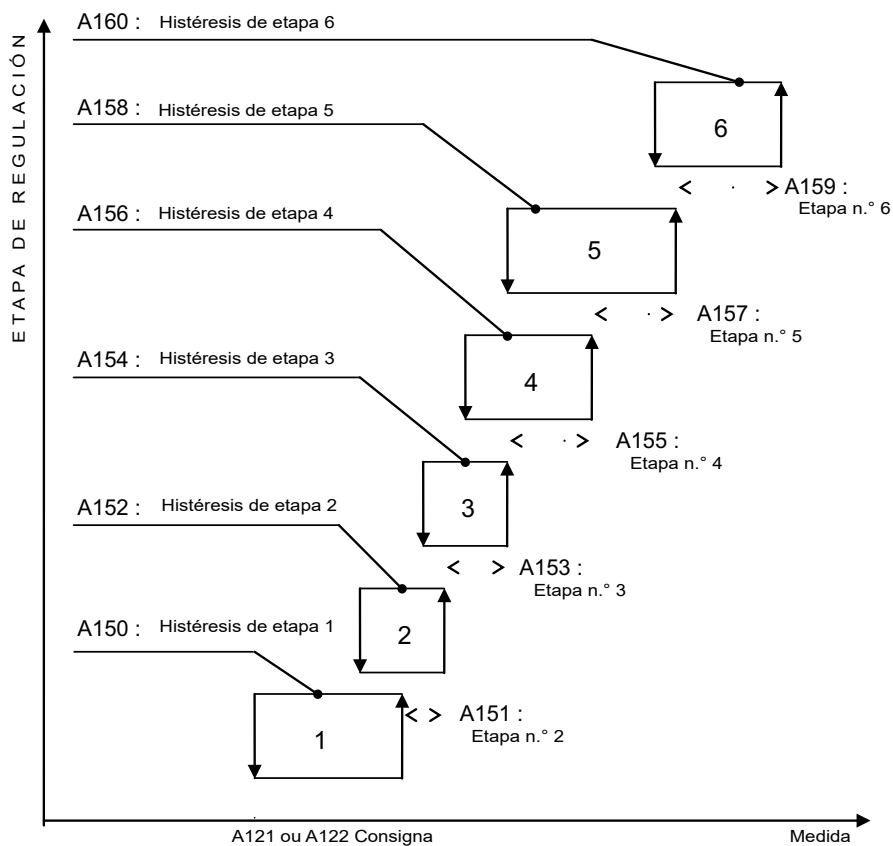 ETAPA DE REGULACIÓN
A160 : Histéresis de etapa 6
6
A159 :
Etapa n.° 6
A158 : Histéresis de etapa 5
5
A157 :
Etapa n.° 5
A156 : Histéresis de etapa 4
4
A155 :
Etapa n.° 4
A154 : Histéresis de etapa 3
3
A153 :
Etapa n.° 3
A152 : Histéresis de etapa 2
2
A150 : Histéresis de etapa 1
A151 :
Etapa n.° 2
1
A121 ou A122 Consigna
Medida